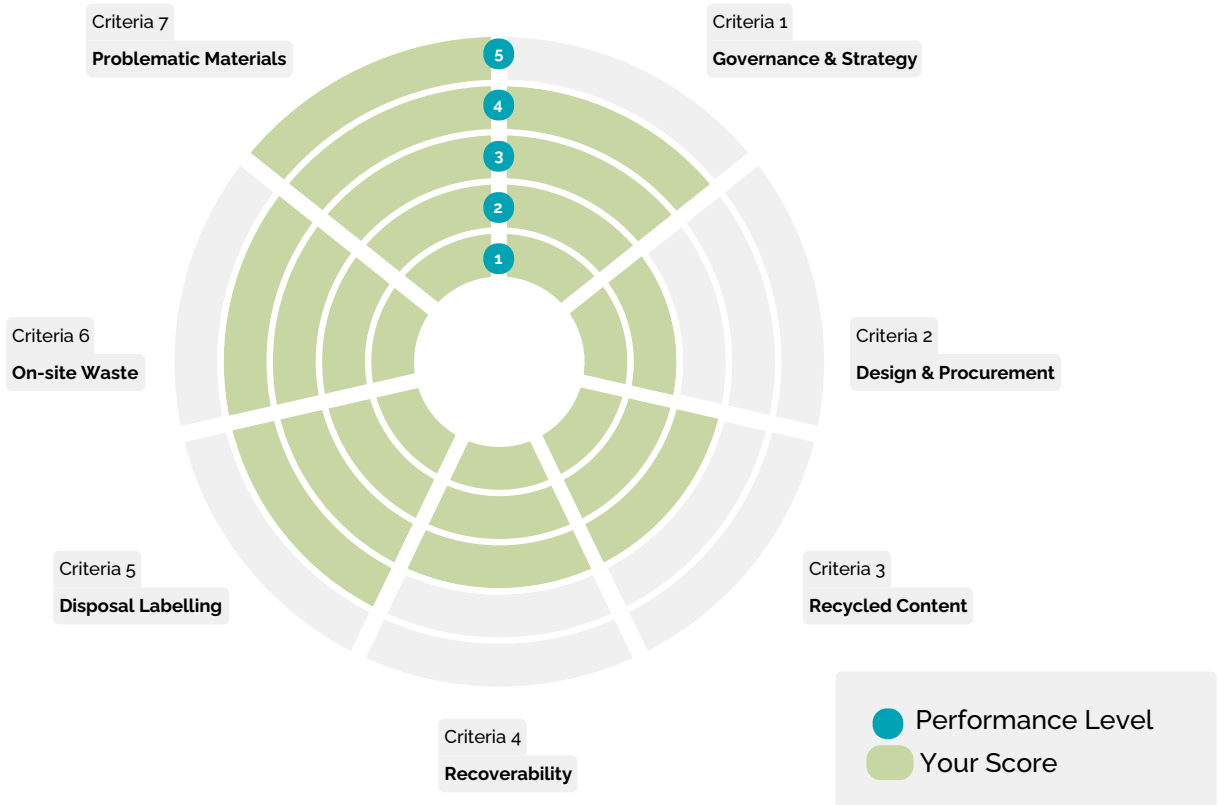 Criteria 7
Problematic Materials
Criteria 1
Governance & Strategy
5
4
3
2
1
Criteria 6
On-site Waste
Criteria 2
Design & Procurement
Criteria 5
Disposal Labelling
Criteria 3
Recycled Content
Criteria 4
Recoverability
Performance Level
Your Score